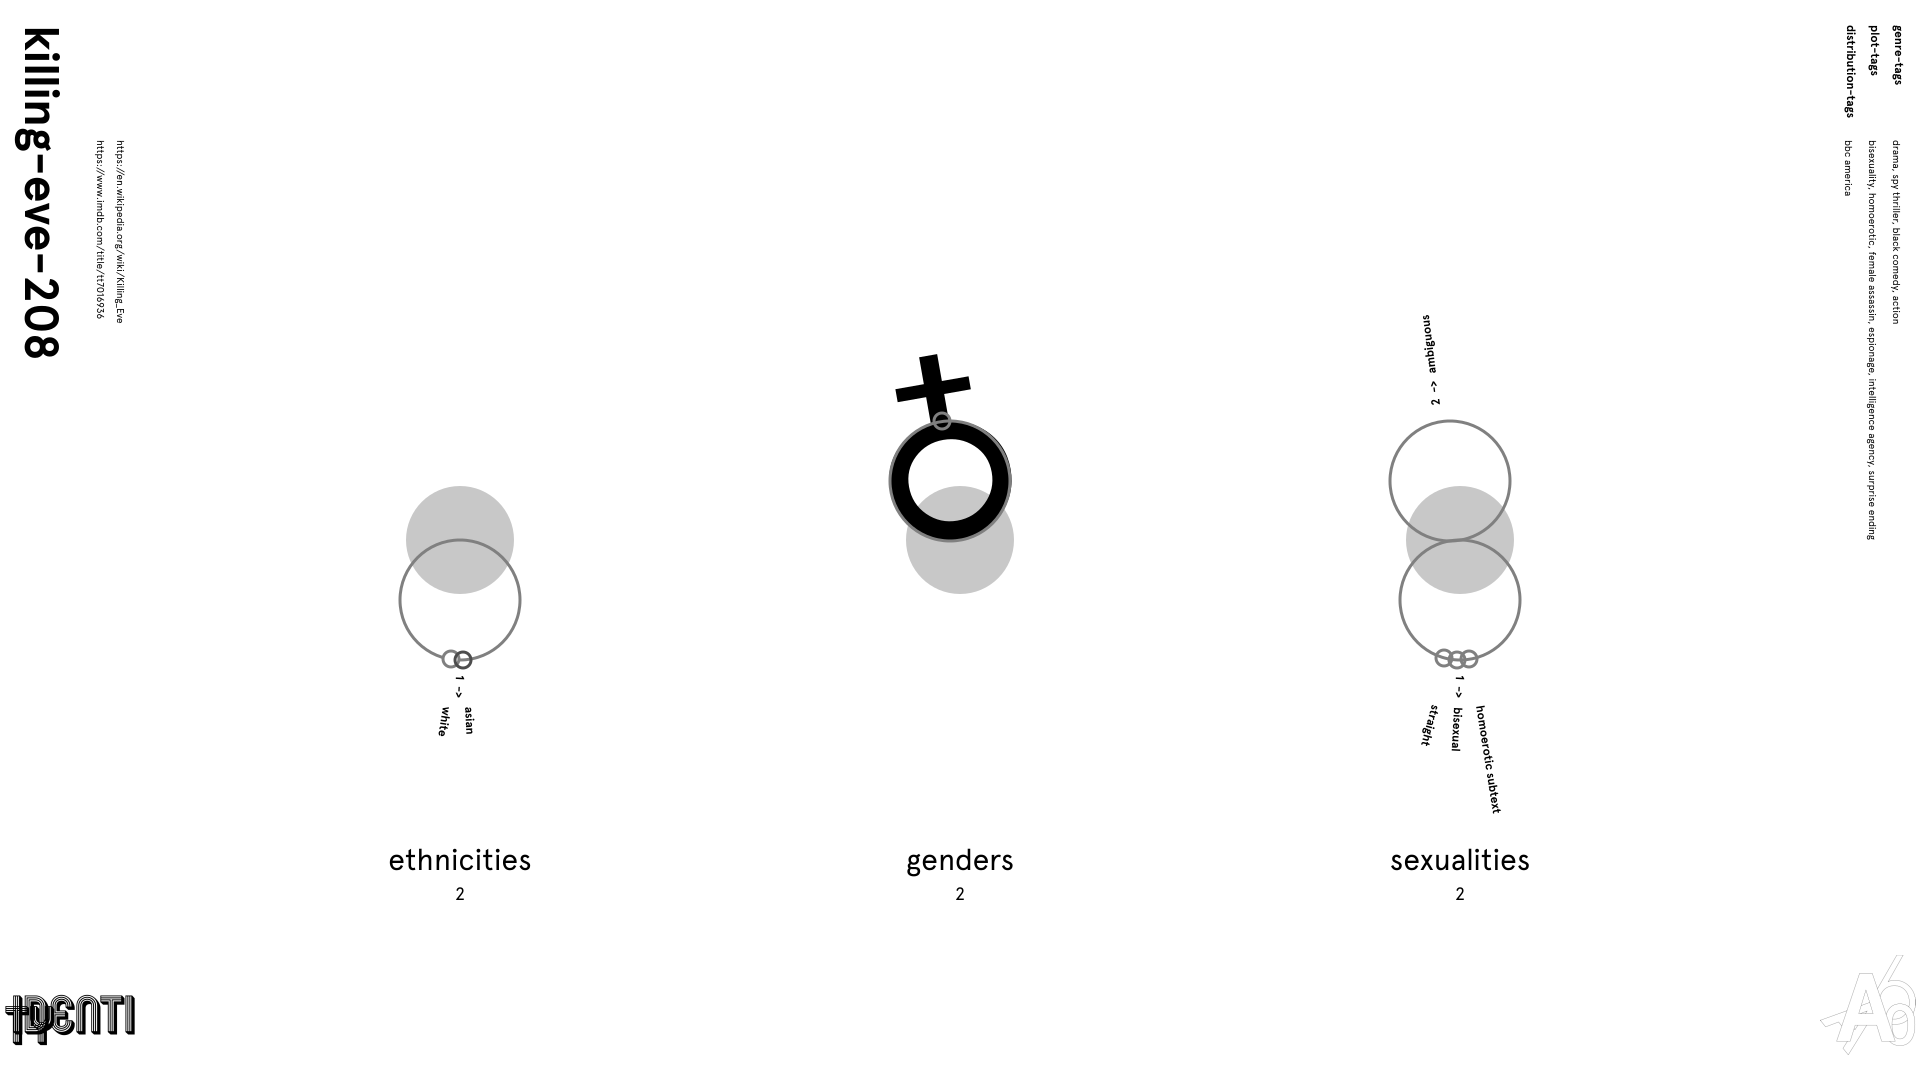 killing-eve-208
https://en.wikipedia.org/wiki/Killing_Eve
https://www.imdb.com/title/tt7016936
genre-tags
drama, spy thriller, black comedy, action
plot-tags
bisexuality, homoerotic, female assassin, espionage, intelligence agency, surprise ending
distribution-tags
bbc america
1 ->
asian
white
ethnicities
2
genders
2
2 -> ambiguous
1 ->
homoerotic subtext
bisexual
straight
sexualities
2
IDENTI